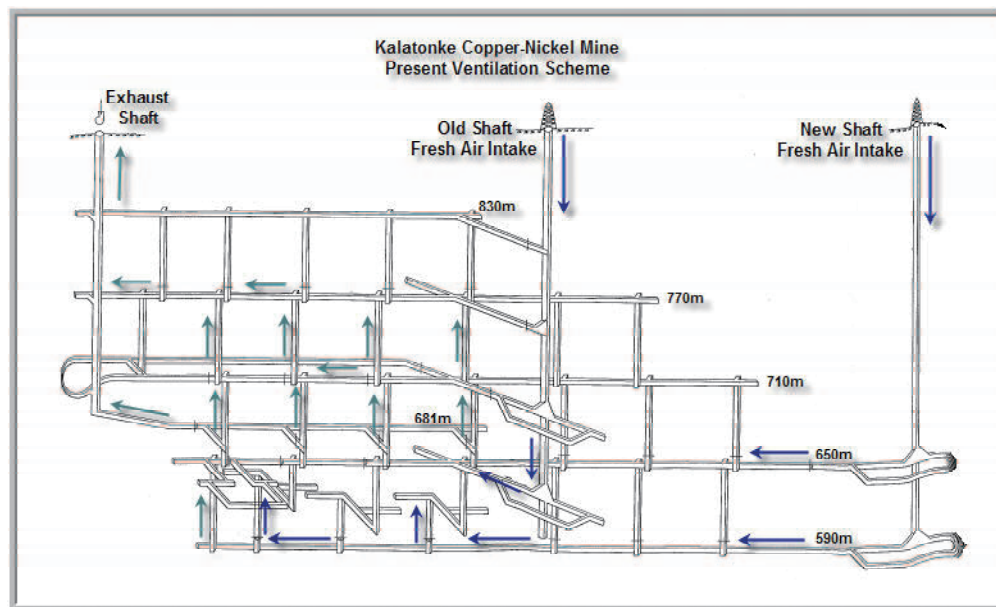 Kalatonke Copper-Nickel Mine
Present Ventilation Scheme
Exhaust
Shaft
Old Shaft
Fresh Air Intake
New Shaft
Fresh Air Intake
830m
770m
710m
681m
650m
590m